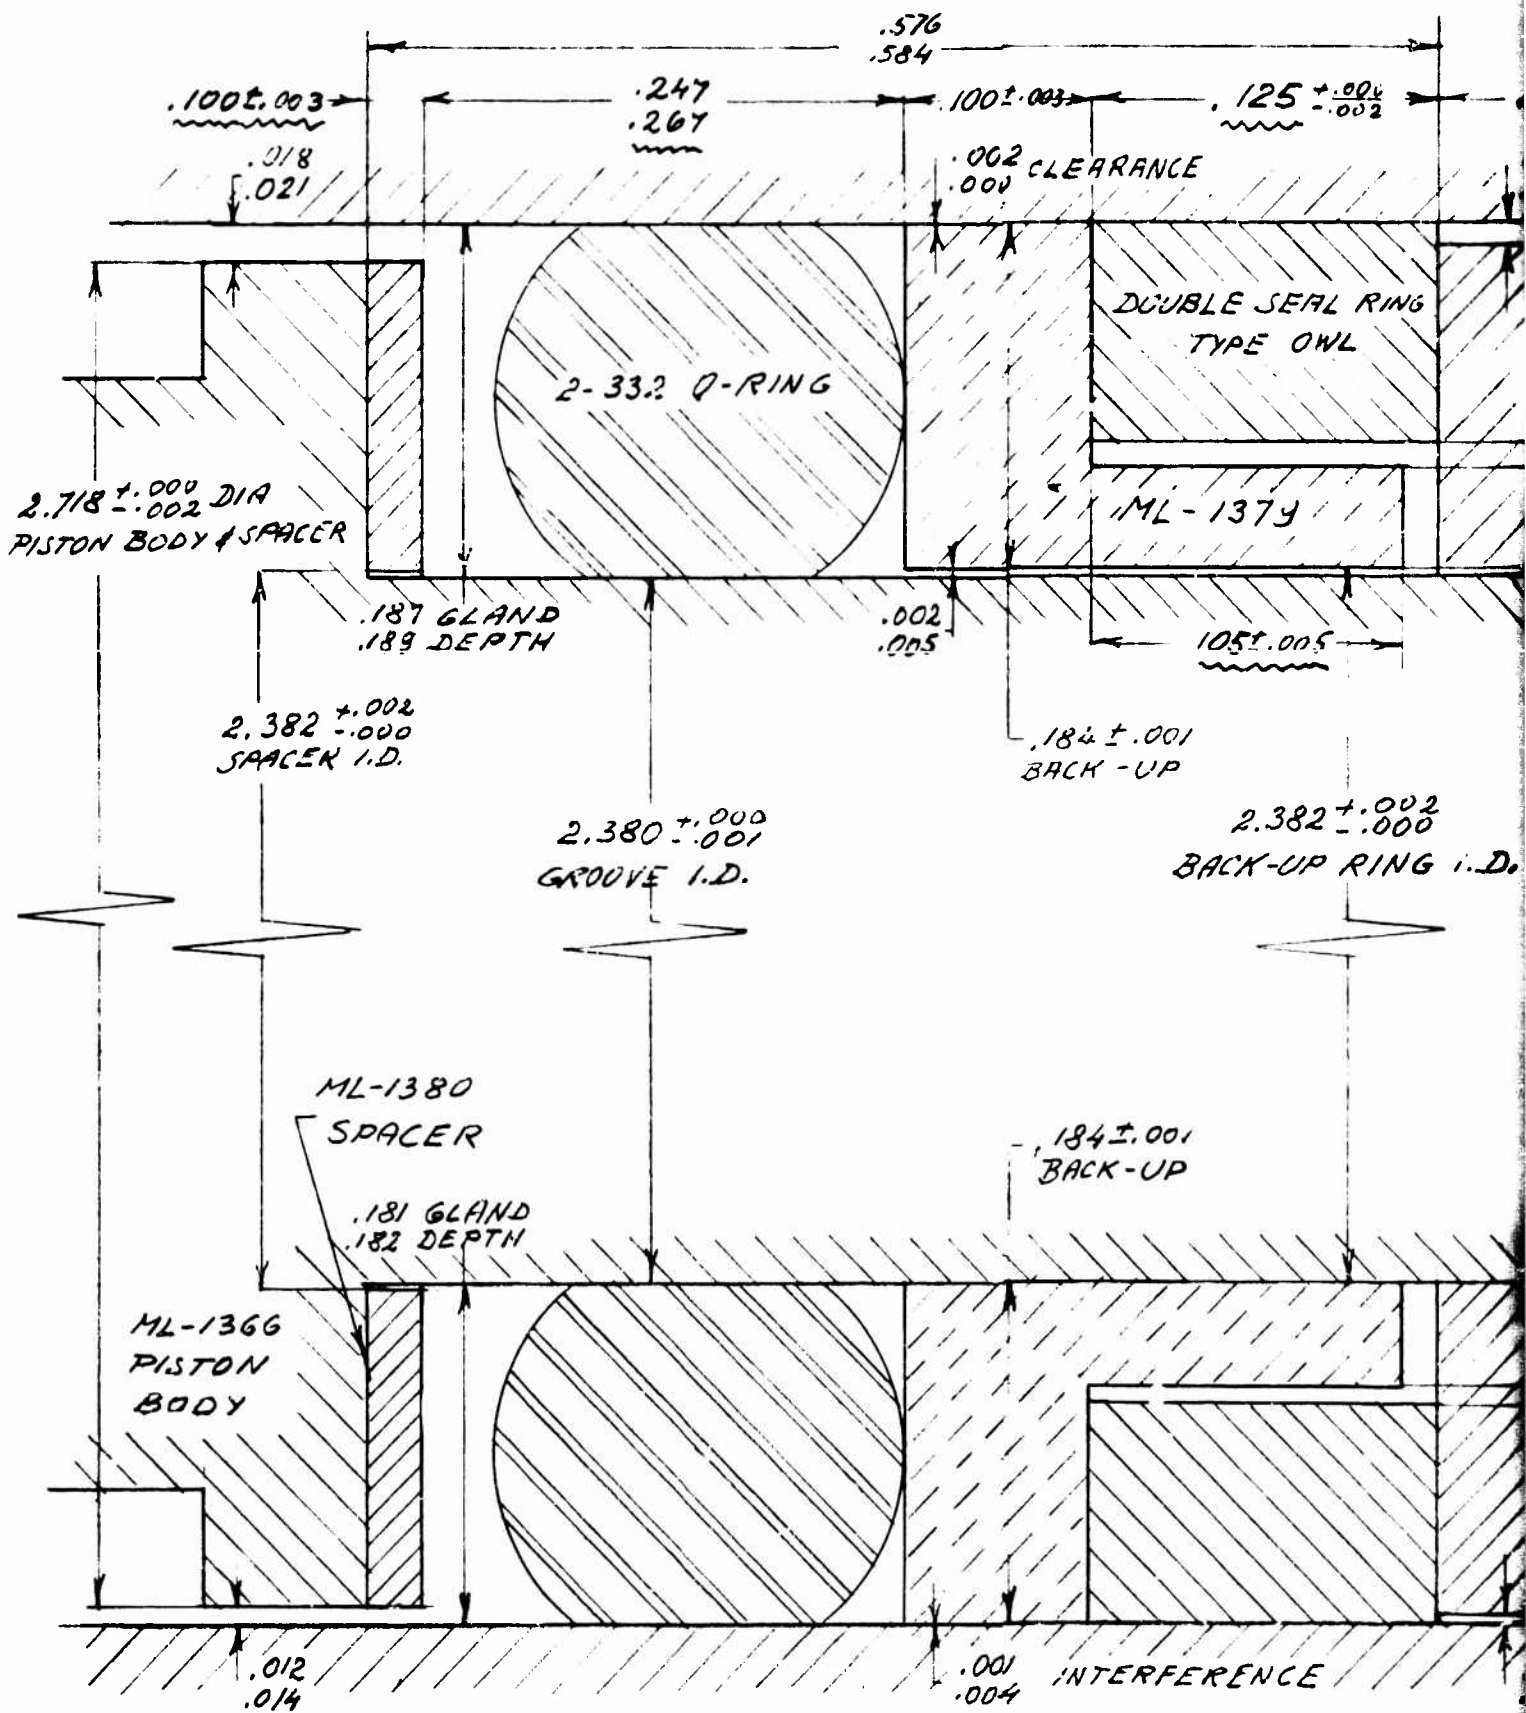 .576
.584
.100±.003
.247
.267
.100±.003
.125 +.000
-.002
.018
.021
.002 CLEARANCE
.000
DOUBLE SEAL RING
TYPE OWL
2-332 O-RING
ML-1379
2.718 +.000 DIA
-.002
PISTON BODY & SPACER
.187 GLAND
.189 DEPTH
.002
.005
.105±.005
2.382 +.002
-.000
SPACER I.D.
.184±.001
BACK-UP
2.380 +.000
-.001
GROOVE I.D.
2.382 +.002
-.000
BACK-UP RING I.D.
ML-1380
SPACER
.184±.001
BACK-UP
.181 GLAND
.182 DEPTH
ML-1366
PISTON
BODY
.012
.014
.001 INTERFERENCE
.004